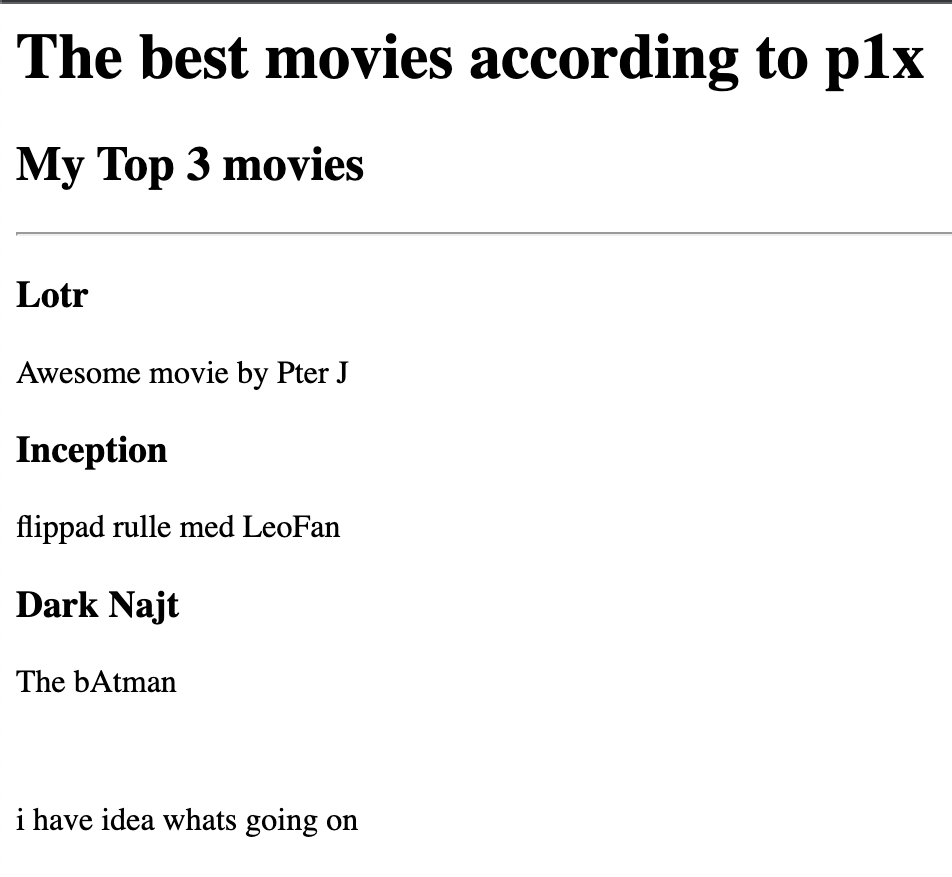 The best movies according to p1x
My Top 3 movies
Lotr
Awesome movie by Pter J
Inception
flippad rulle med LeoFan
Dark Najt
The bAtman
i have idea whats going on